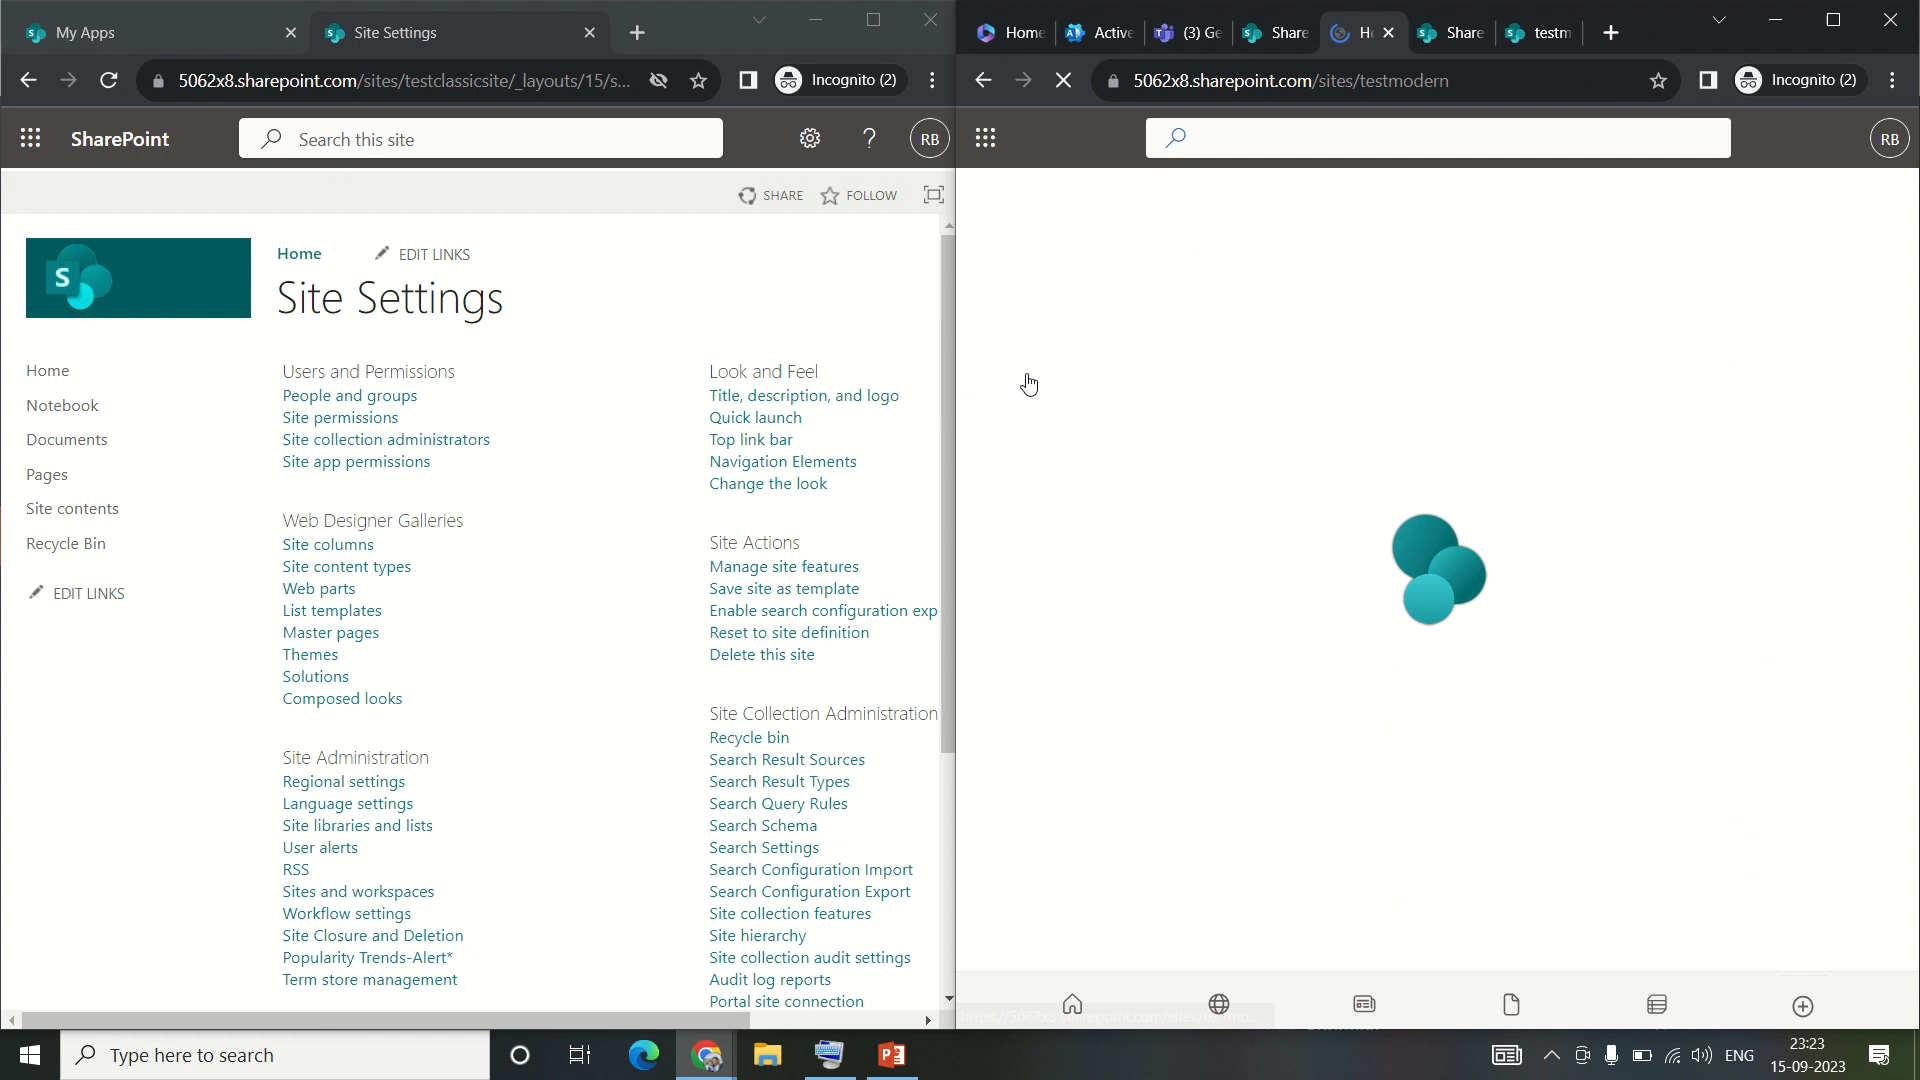 My Apps
Site Settings
5062x8.sharepoint.com/sites/testclassicsite/_layouts/15/s...
Incognito (2)
SharePoint
Search this site
RB
SHARE
FOLLOW
S
Home
EDIT LINKS
Site Settings
Home
Notebook
Documents
Pages
Site contents
Recycle Bin
EDIT LINKS
Users and Permissions
People and groups
Site permissions
Site collection administrators
Site app permissions
Web Designer Galleries
Site columns
Site content types
Web parts
List templates
Master pages
Themes
Solutions
Composed looks
Site Administration
Regional settings
Language settings
Site libraries and lists
User alerts
RSS
Sites and workspaces
Workflow settings
Site Closure and Deletion
Popularity Trends-Alert*
Term store management
Look and Feel
Title, description, and logo
Quick launch
Top link bar
Navigation Elements
Change the look
Site Actions
Manage site features
Save site as template
Enable search configuration exp
Reset to site definition
Delete this site
Site Collection Administration
Recycle bin
Search Result Sources
Search Result Types
Search Query Rules
Search Schema
Search Settings
Search Configuration Import
Search Configuration Export
Site collection features
Site hierarchy
Site collection audit settings
Audit log reports
Portal site connection
Home
Active
(3) Ge
Share
H
Share
testm
5062x8.sharepoint.com/sites/testmodern
Incognito (2)
RB
Type here to search
ENG
23:23
15-09-2023